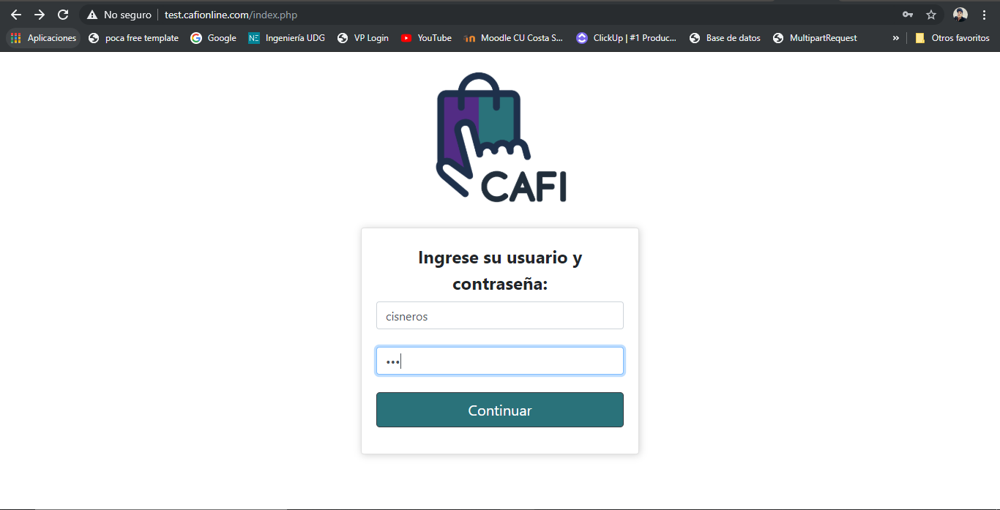 No seguro test.cafionline.com/index.php
Aplicaciones poca free template Google NE Ingeniería UDG VP Login YouTube Moodle CU Costa S... ClickUp | #1 Produc... Base de datos MultipartRequest » Otros favoritos
CAFI
Ingrese su usuario y
contraseña:
cisneros
•••
Continuar